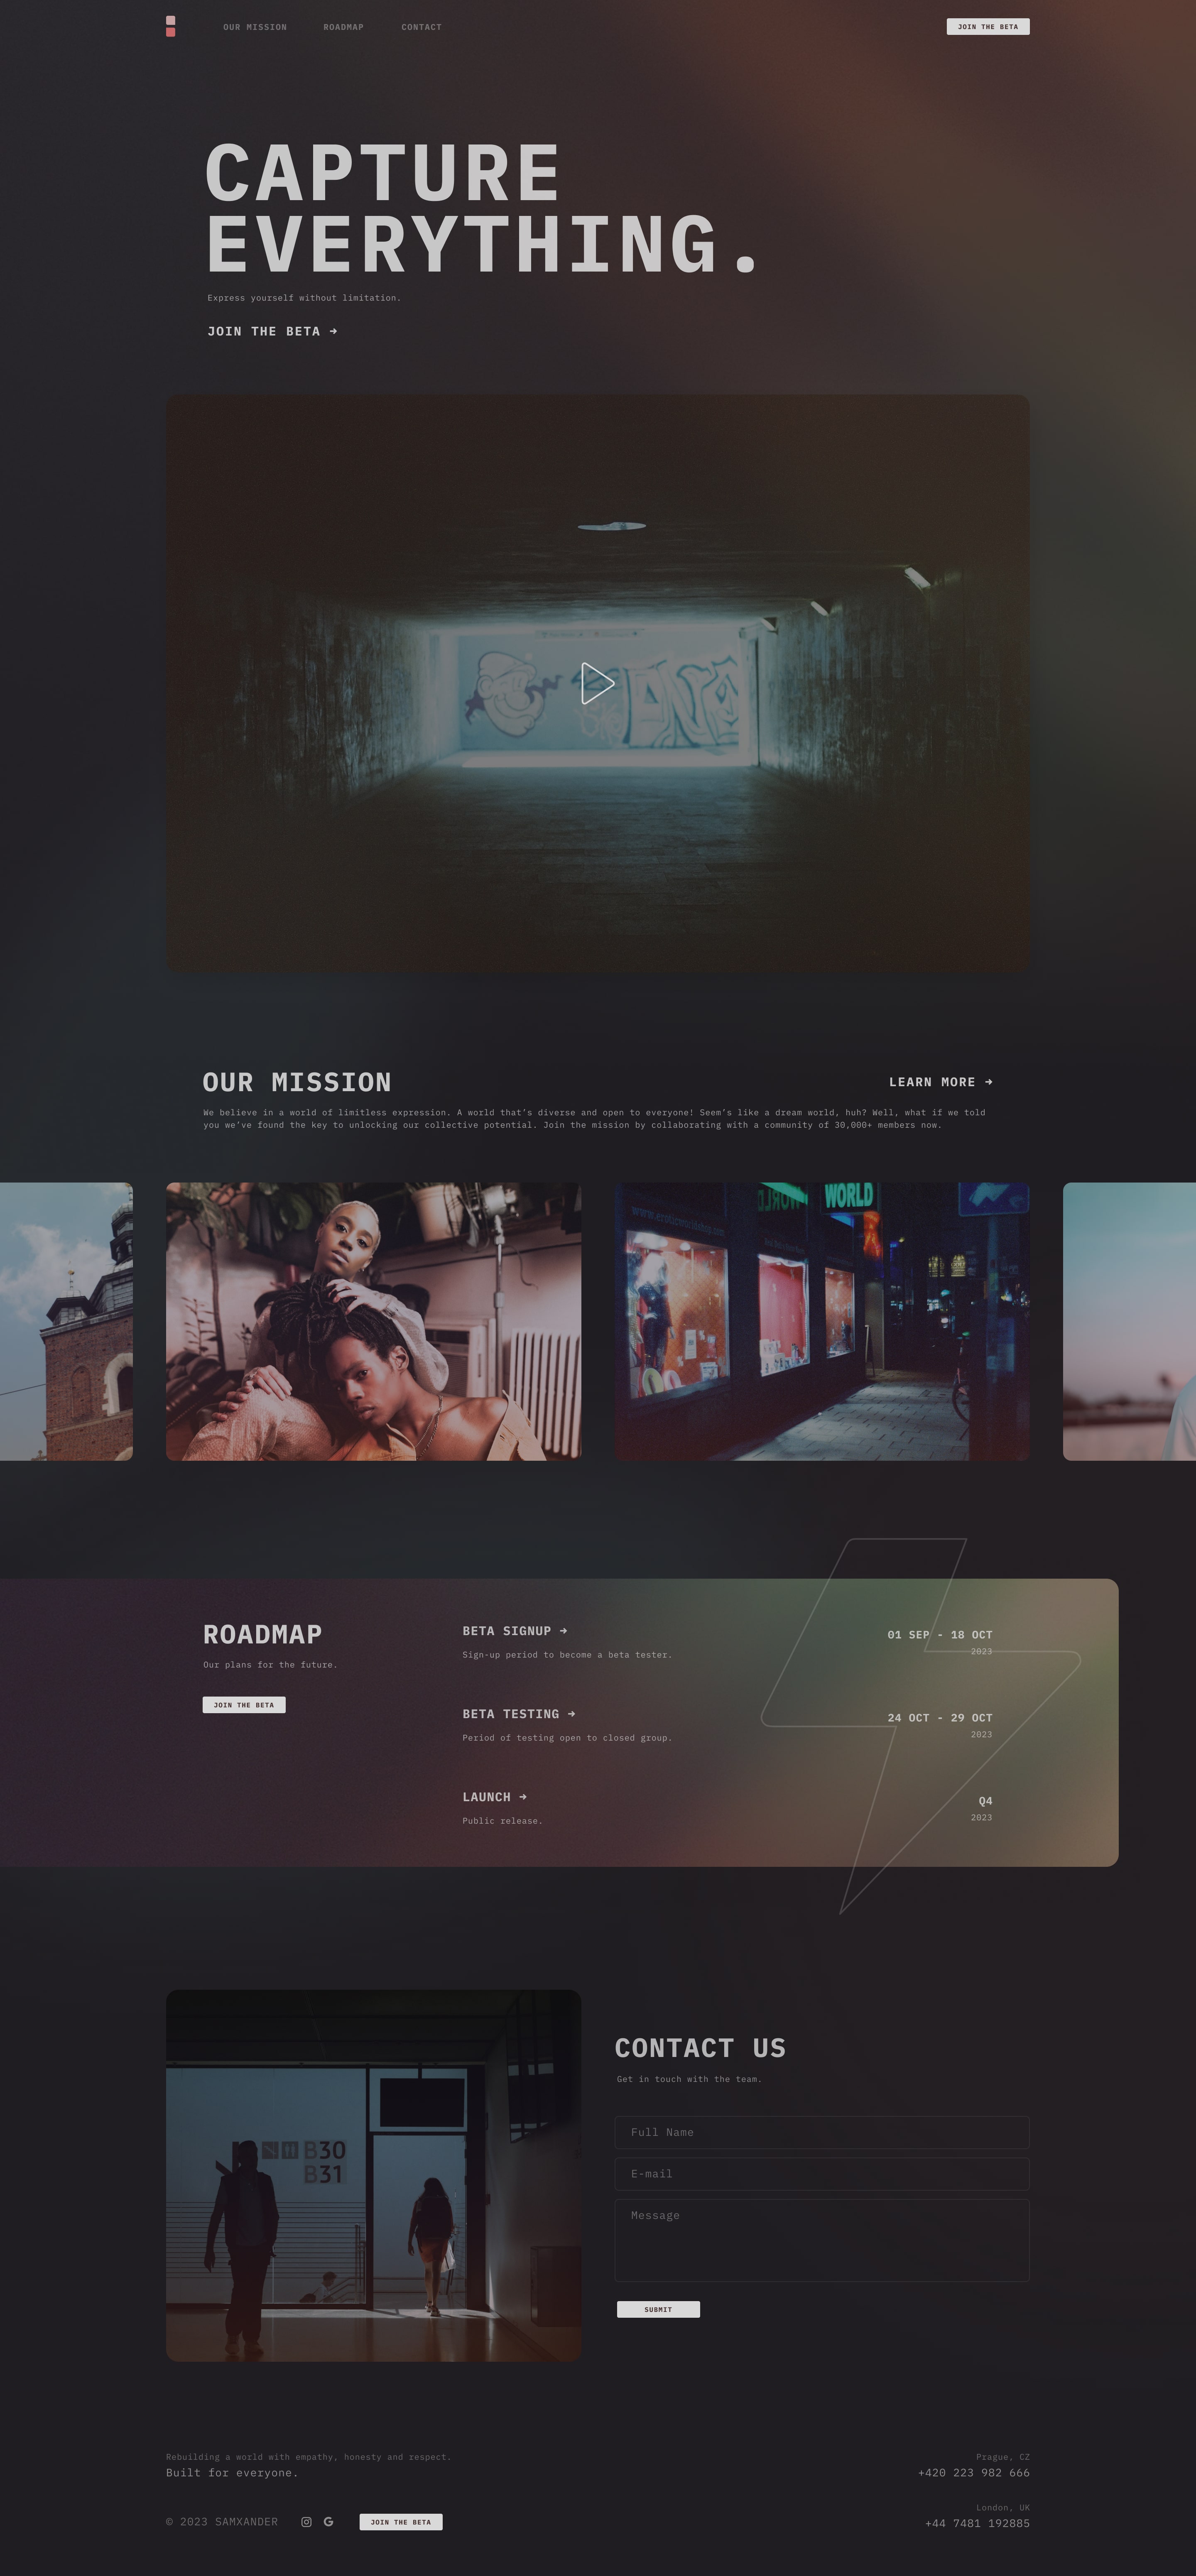 OUR MISSION
ROADMAP
CONTACT
JOIN THE BETA
CAPTURE
EVERYTHING.
Express yourself without limitation.
JOIN THE BETA →
OUR MISSION
LEARN MORE →
We believe in a world of limitless expression. A world that’s diverse and open to everyone! Seem’s like a dream world, huh? Well, what if we told
you we’ve found the key to unlocking our collective potential. Join the mission by collaborating with a community of 30,000+ members now.
WORLD
ROADMAP
Our plans for the future.
JOIN THE BETA
BETA SIGNUP →
Sign-up period to become a beta tester.
01 SEP - 18 OCT
2023
BETA TESTING →
Period of testing open to closed group.
24 OCT - 29 OCT
2023
LAUNCH →
Public release.
Q4
2023
B30
B31
CONTACT US
Get in touch with the team.
Full Name
E-mail
Message
SUBMIT
Rebuilding a world with empathy, honesty and respect.
Built for everyone.
© 2023 SAMXANDER
JOIN THE BETA
Prague, CZ
+420 223 982 666
London, UK
+44 7481 192885